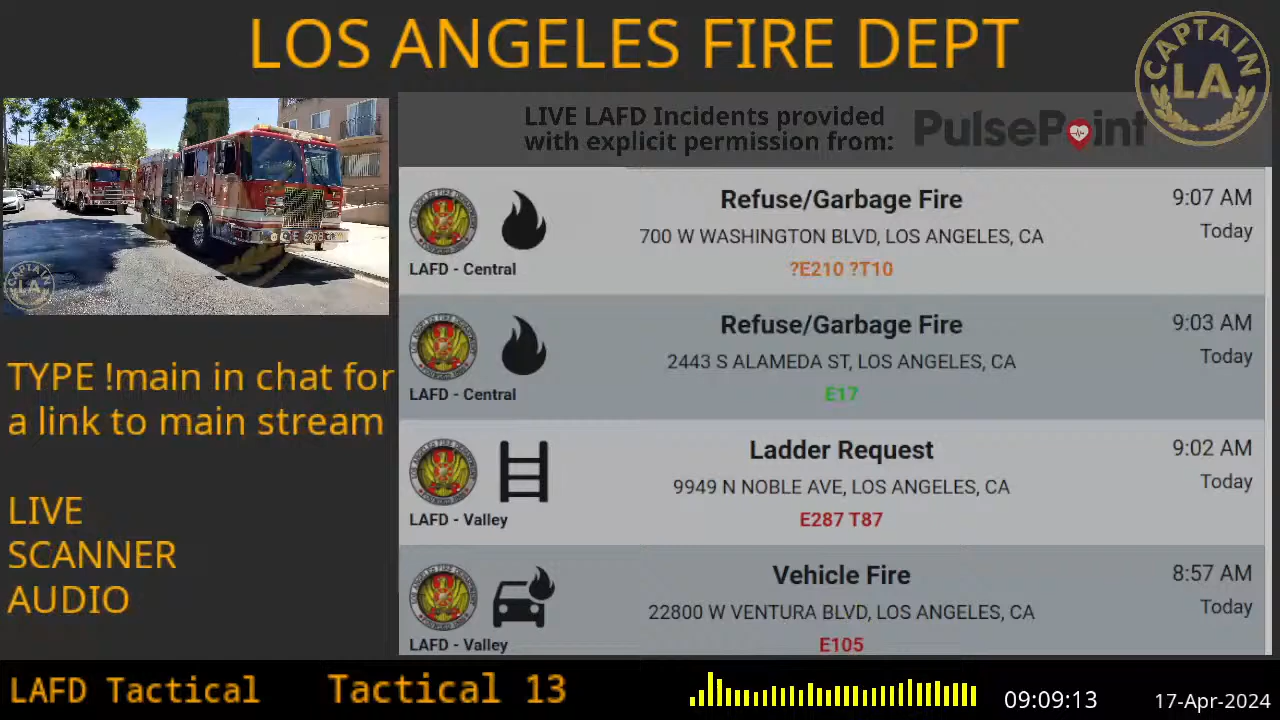 LOS ANGELES FIRE DEPT
CAPTAIN
LA
LIVE LAFD Incidents provided
with explicit permission from:
PulsePoint
CAPTAIN
LA
Refuse/Garbage Fire
9:07 AM
700 W WASHINGTON BLVD, LOS ANGELES, CA
Today
LAFD - Central
?E210 ?T10
Refuse/Garbage Fire
9:03 AM
2443 S ALAMEDA ST, LOS ANGELES, CA
Today
LAFD - Central
E17
Ladder Request
9:02 AM
9949 N NOBLE AVE, LOS ANGELES, CA
Today
LAFD - Valley
E287 T87
Vehicle Fire
8:57 AM
22800 W VENTURA BLVD, LOS ANGELES, CA
Today
LAFD - Valley
E105
TYPE !main in chat for
a link to main stream
LIVE
SCANNER
AUDIO
LAFD Tactical
Tactical 13
09:09:13
17-Apr-2024